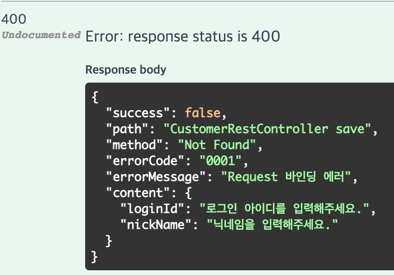 400
Undocumented
Error: response status is 400
Response body
{
"success": false,
"path": "CustomerRestController save",
"method": "Not Found",
"errorCode": "0001",
"errorMessage": "Request 바인딩 에러",
"content": {
"loginId": "로그인 아이디를 입력해주세요.",
"nickName": "닉네임을 입력해주세요."
}
}